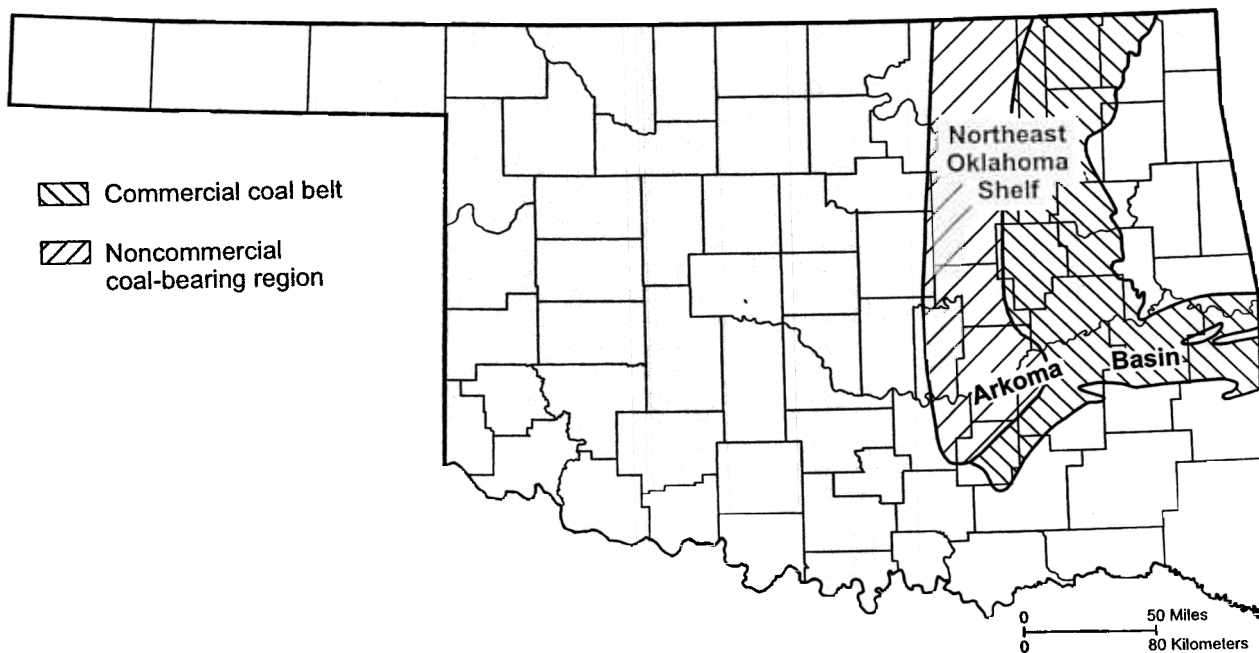 Northeast
Oklahoma
Shelf
Commercial coal belt
Noncommercial
coal-bearing region
Arkoma Basin
0 50 Miles
0 80 Kilometers